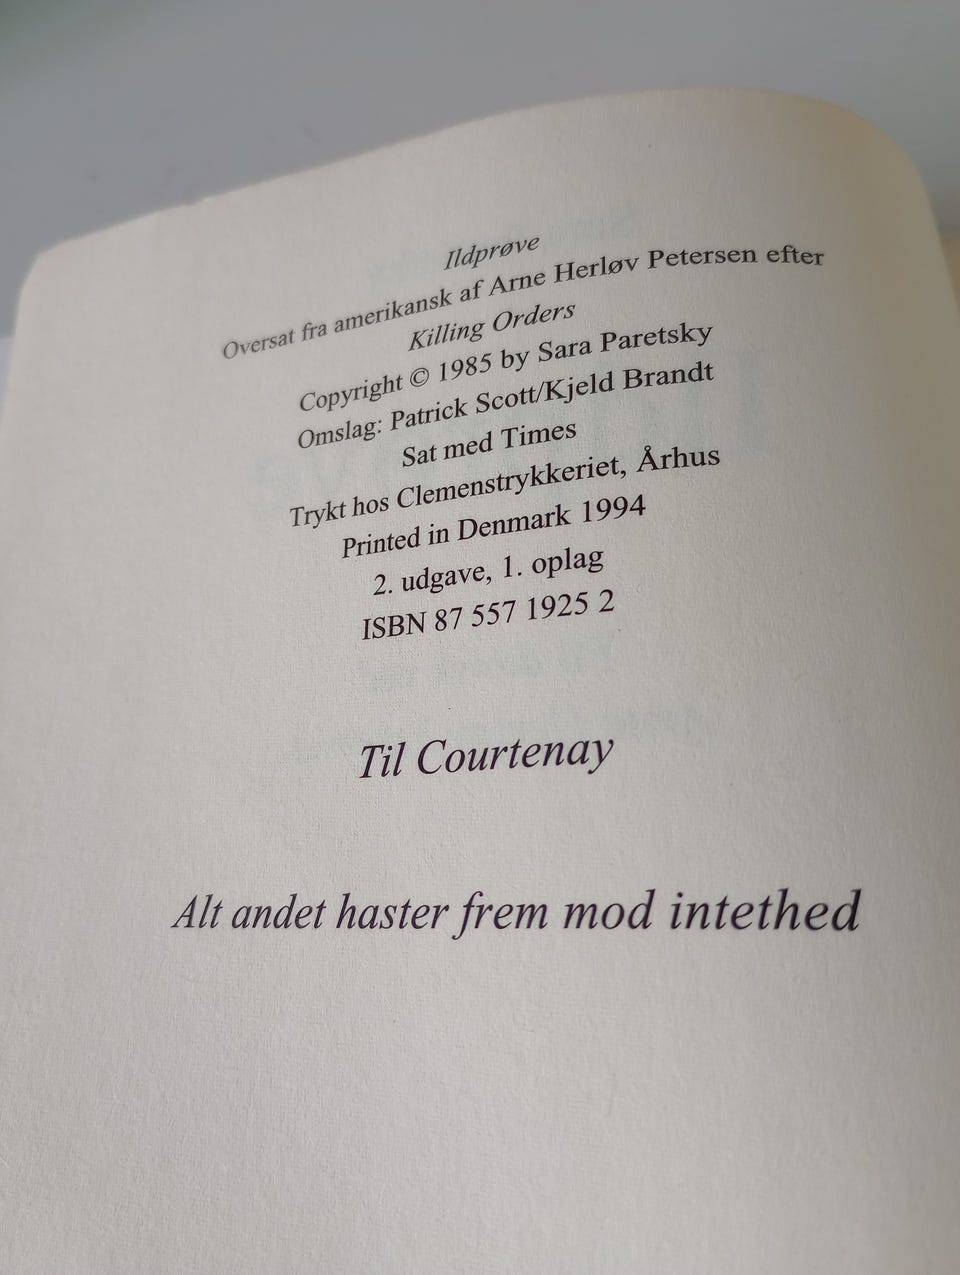 Ildprøve
Oversat fra amerikansk af Arne Herløv Petersen efter
Killing Orders
Copyright © 1985 by Sara Paretsky
Omslag: Patrick Scott/Kjeld Brandt
Sat med Times
Trykt hos Clemenstrykkeriet, Århus
Printed in Denmark 1994
2. udgave, 1. oplag
ISBN 87 557 1925 2
Til Courtenay
Alt andet haster frem mod intethed